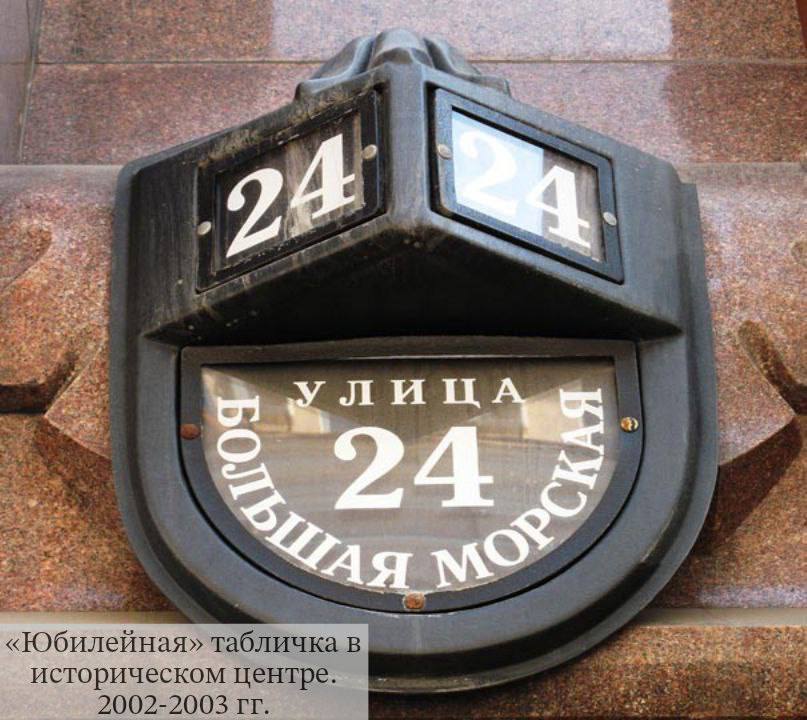 24
24
УЛИЦА
24
БОЛЬШАЯ МОРСКАЯ
«Юбилейная» табличка в
историческом центре.
2002-2003 гг.